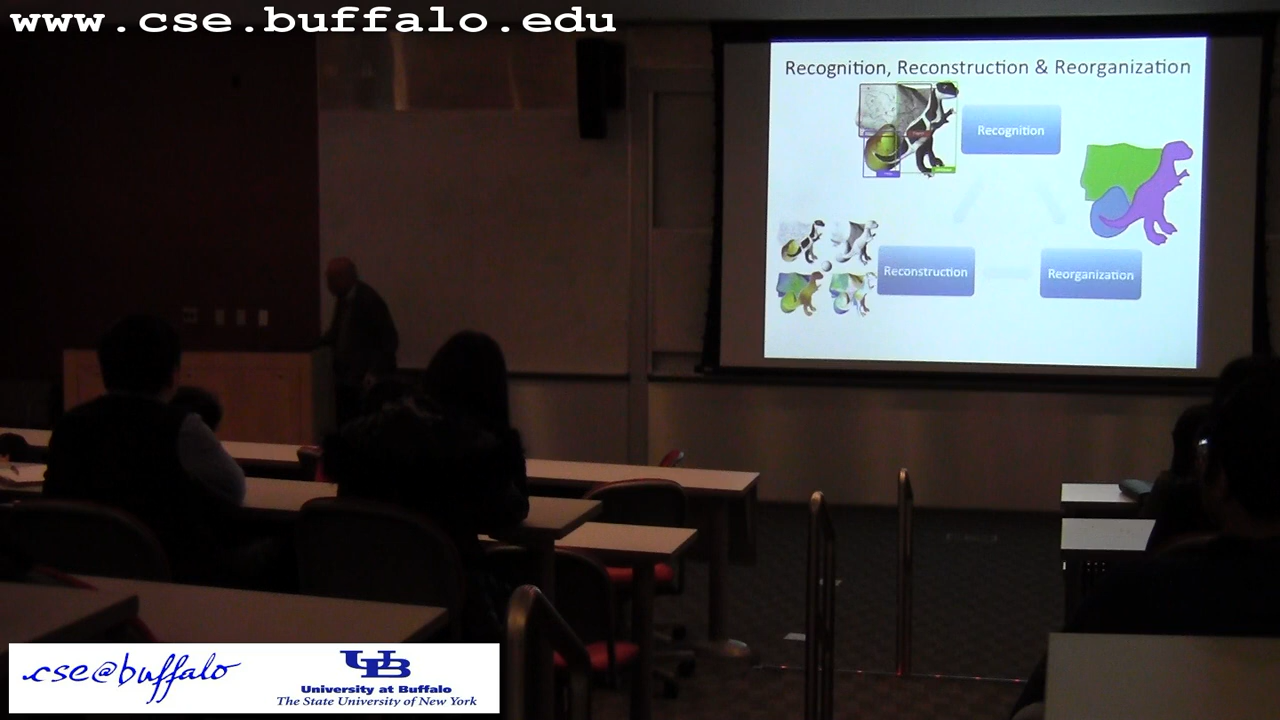 www.cse.buffalo.edu
Recognition, Reconstruction & Reorganization
Recognition
Reconstruction
Reorganization
cse@buffalo
UB
University at Buffalo
The State University of New York